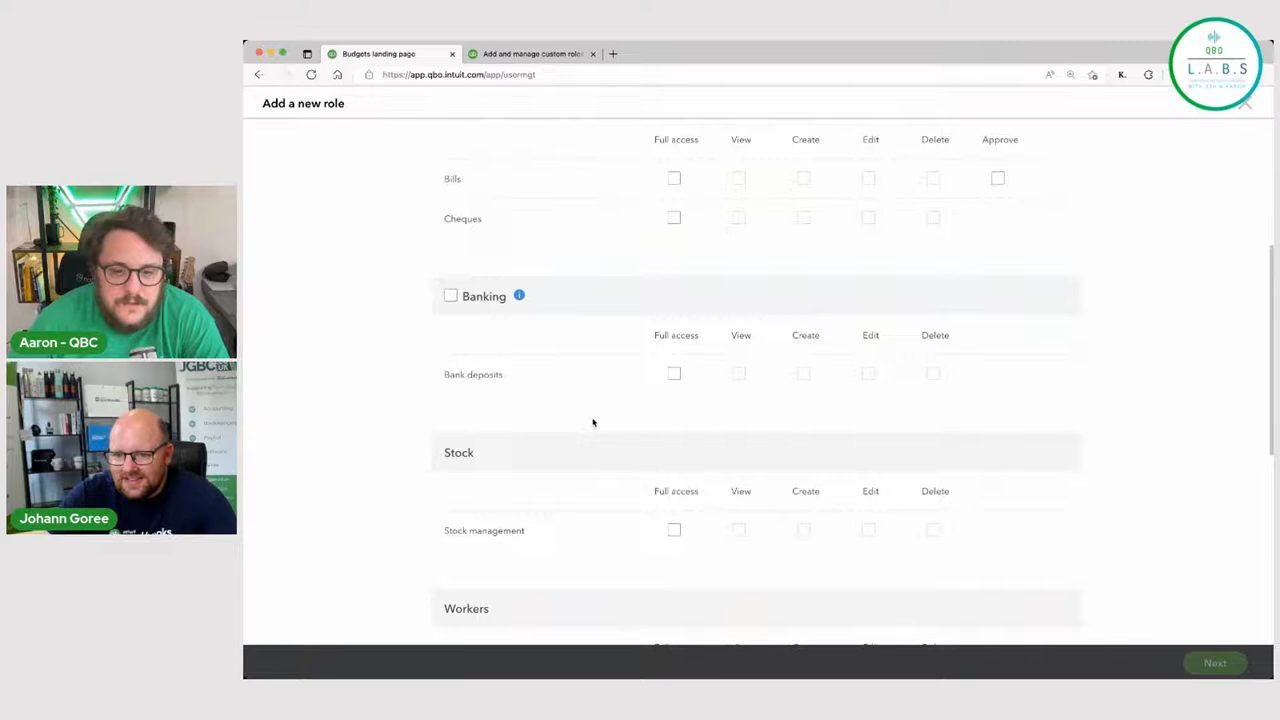 Budgets landing page
Add and manage custom roles
https://app.qbo.intuit.com/app/usermgt
K.
QBO
L.A.B.S
Add a new role
Full access View Create Edit Delete Approve
Bills
Cheques
Banking i
Full access View Create Edit Delete
Bank deposits
Stock
Full access View Create Edit Delete
Stock management
Workers
Next
Aaron - QBC
JGBC
Johann Goree